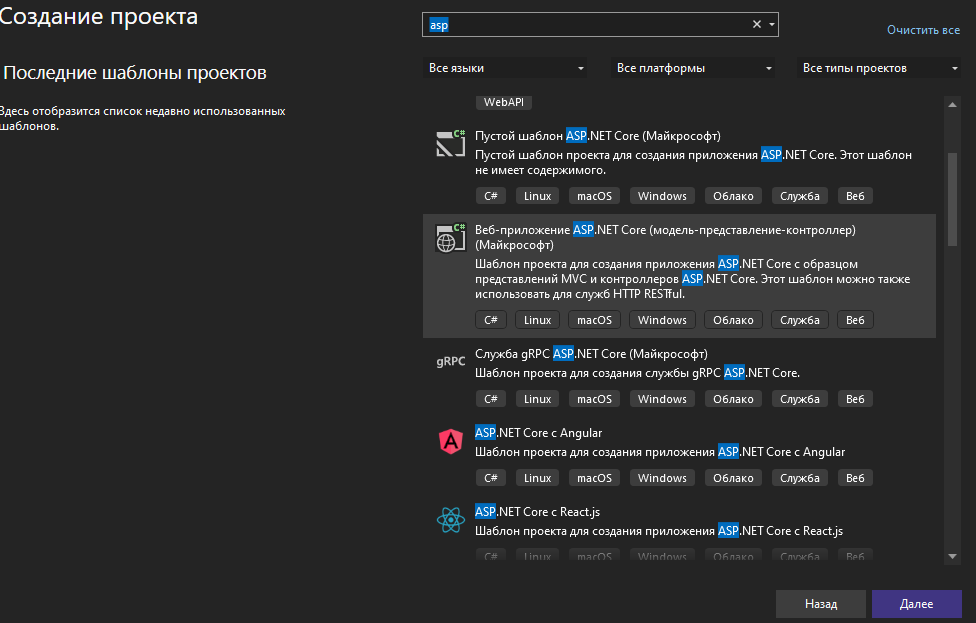 Создание проекта
asp
Очистить все
Последние шаблоны проектов
Все языки
Все платформы
Все типы проектов
Здесь отобразится список недавно использованных
шаблонов.
WebAPI
C#
Пустой шаблон ASP.NET Core (Майкрософт)
Пустой шаблон проекта для создания приложения ASP.NET Core. Этот шаблон
не имеет содержимого.
C# Linux macOS Windows Облако Служба Веб
C#
Веб-приложение ASP.NET Core (модель-представление-контроллер)
(Майкрософт)
Шаблон проекта для создания приложения ASP.NET Core с образцом
представлений MVC и контроллеров ASP.NET Core. Этот шаблон можно также
использовать для служб HTTP RESTful.
C# Linux macOS Windows Облако Служба Веб
gRPC
Служба gRPC ASP.NET Core (Майкрософт)
Шаблон проекта для создания службы gRPC ASP.NET Core.
C# Linux macOS Windows Облако Служба Веб
ASP.NET Core с Angular
Шаблон проекта для создания приложения ASP.NET Core с Angular
C# Linux macOS Windows Облако Служба Веб
ASP.NET Core с React.js
Шаблон проекта для создания приложения ASP.NET Core с React.js
C# Linux macOS Windows Облако Служба Веб
Назад
Далее